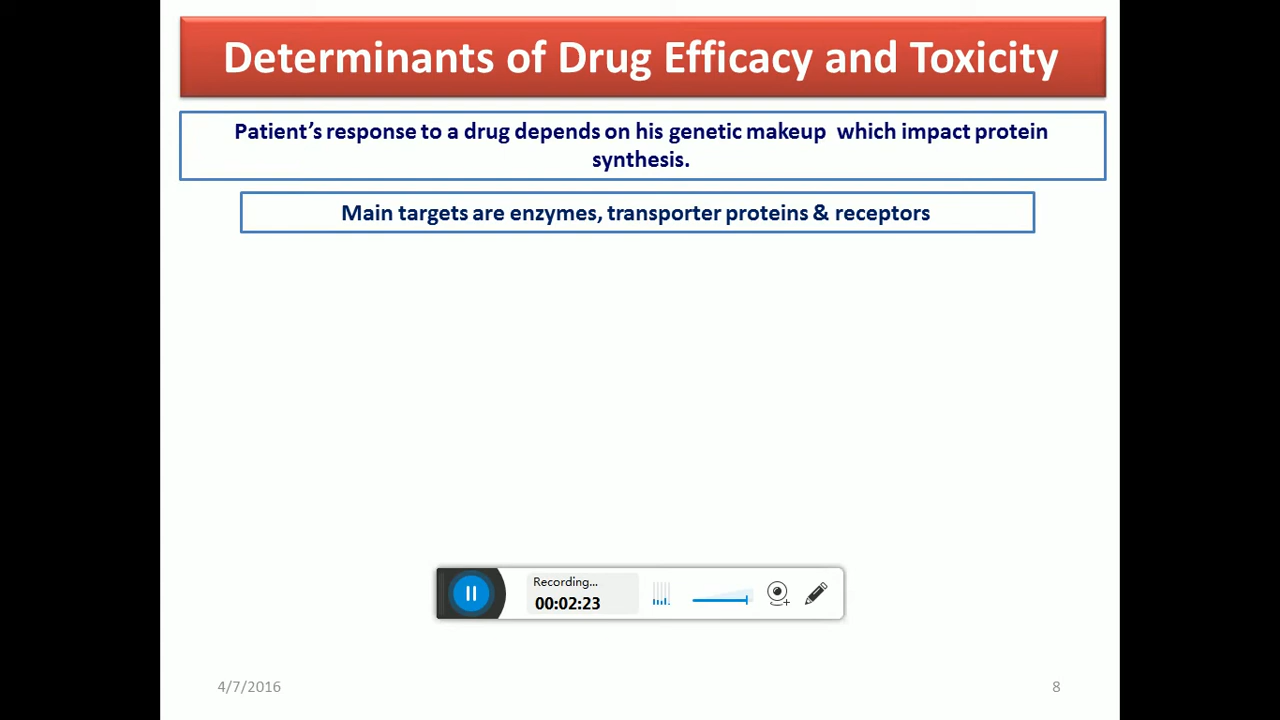 Determinants of Drug Efficacy and Toxicity
Patient’s response to a drug depends on his genetic makeup  which impact protein
synthesis.
Main targets are enzymes, transporter proteins & receptors
Recording...
00:02:23
4/7/2016
8